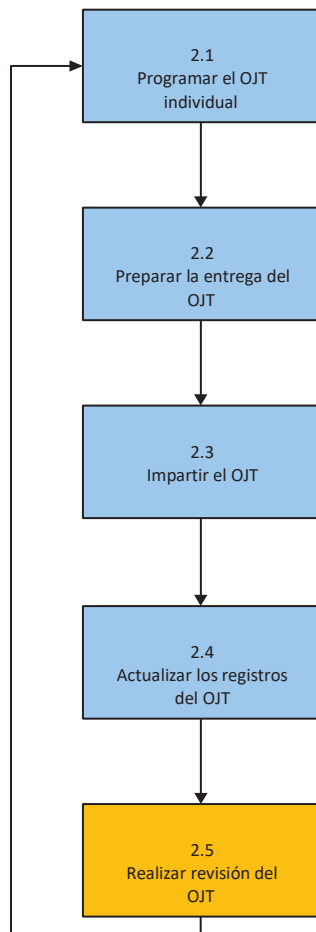 2.1
Programar el OJT
individual
2.2
Preparar la entrega del
OJT
2.3
Impartir el OJT
2.4
Actualizar los registros
del OJT
2.5
Realizar revisión del
OJT